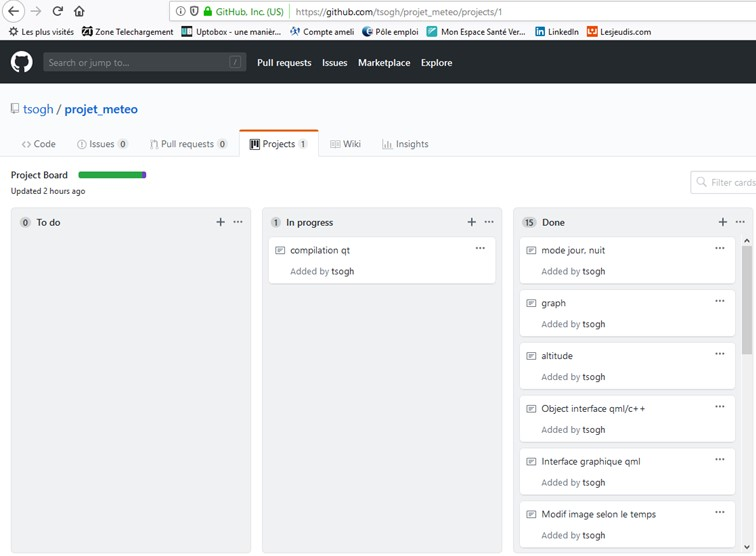 GitHub, Inc. (US) https://github.com/tsogh/projet_meteo/projects/1
Les plus visités Zone Telechargement Uptobox - une manièr... Compte ameli Pôle emploi Mon Espace Santé Ver... LinkedIn Lesjeudis.com
Search or jump to... / Pull requests Issues Marketplace Explore
tsogh / projet_meteo
Code Issues 0 Pull requests 0 Projects 1 Wiki Insights
Project Board
Updated 2 hours ago
Filter cards
0 To do
1 In progress
compilation qt
Added by tsogh
15 Done
mode jour, nuit
Added by tsogh
graph
Added by tsogh
altitude
Added by tsogh
Object interface qml/c++
Added by tsogh
Interface graphique qml
Added by tsogh
Modif image selon le temps
Added by tsogh